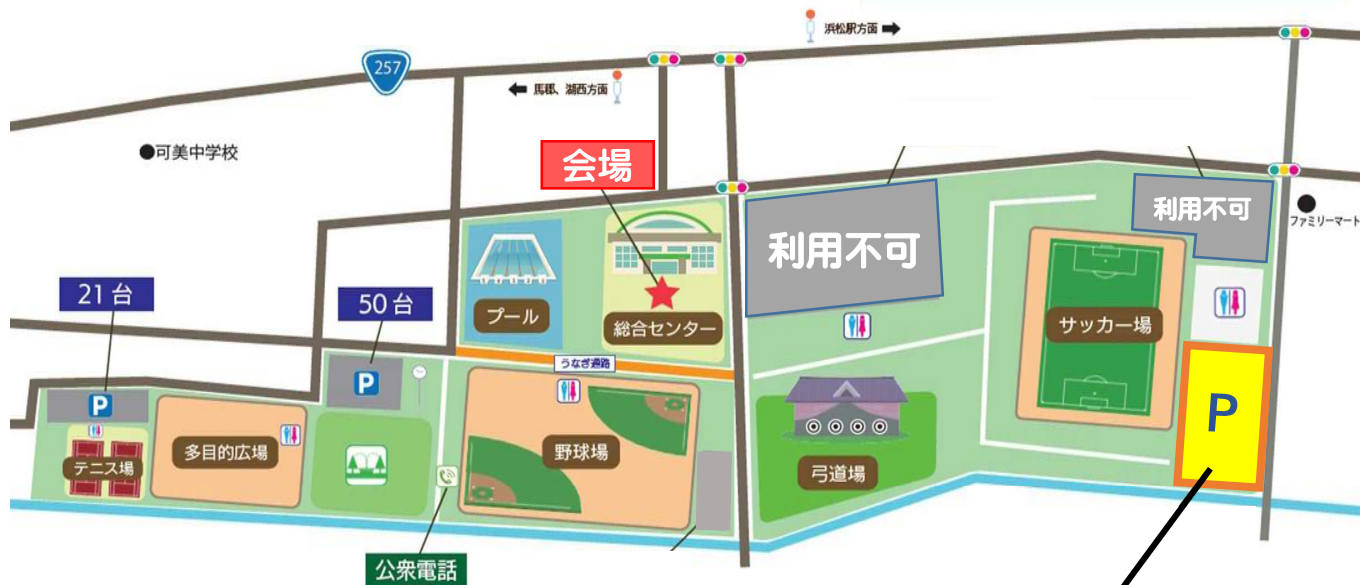 浜松駅方面
257
馬郡、湖西方面
可美中学校
会場
利用不可
利用不可
ファミリーマート
21台
50台
プール
総合センター
サッカー場
うなぎ通路
P
P
P
テニス場
多目的広場
野球場
弓道場
公衆電話